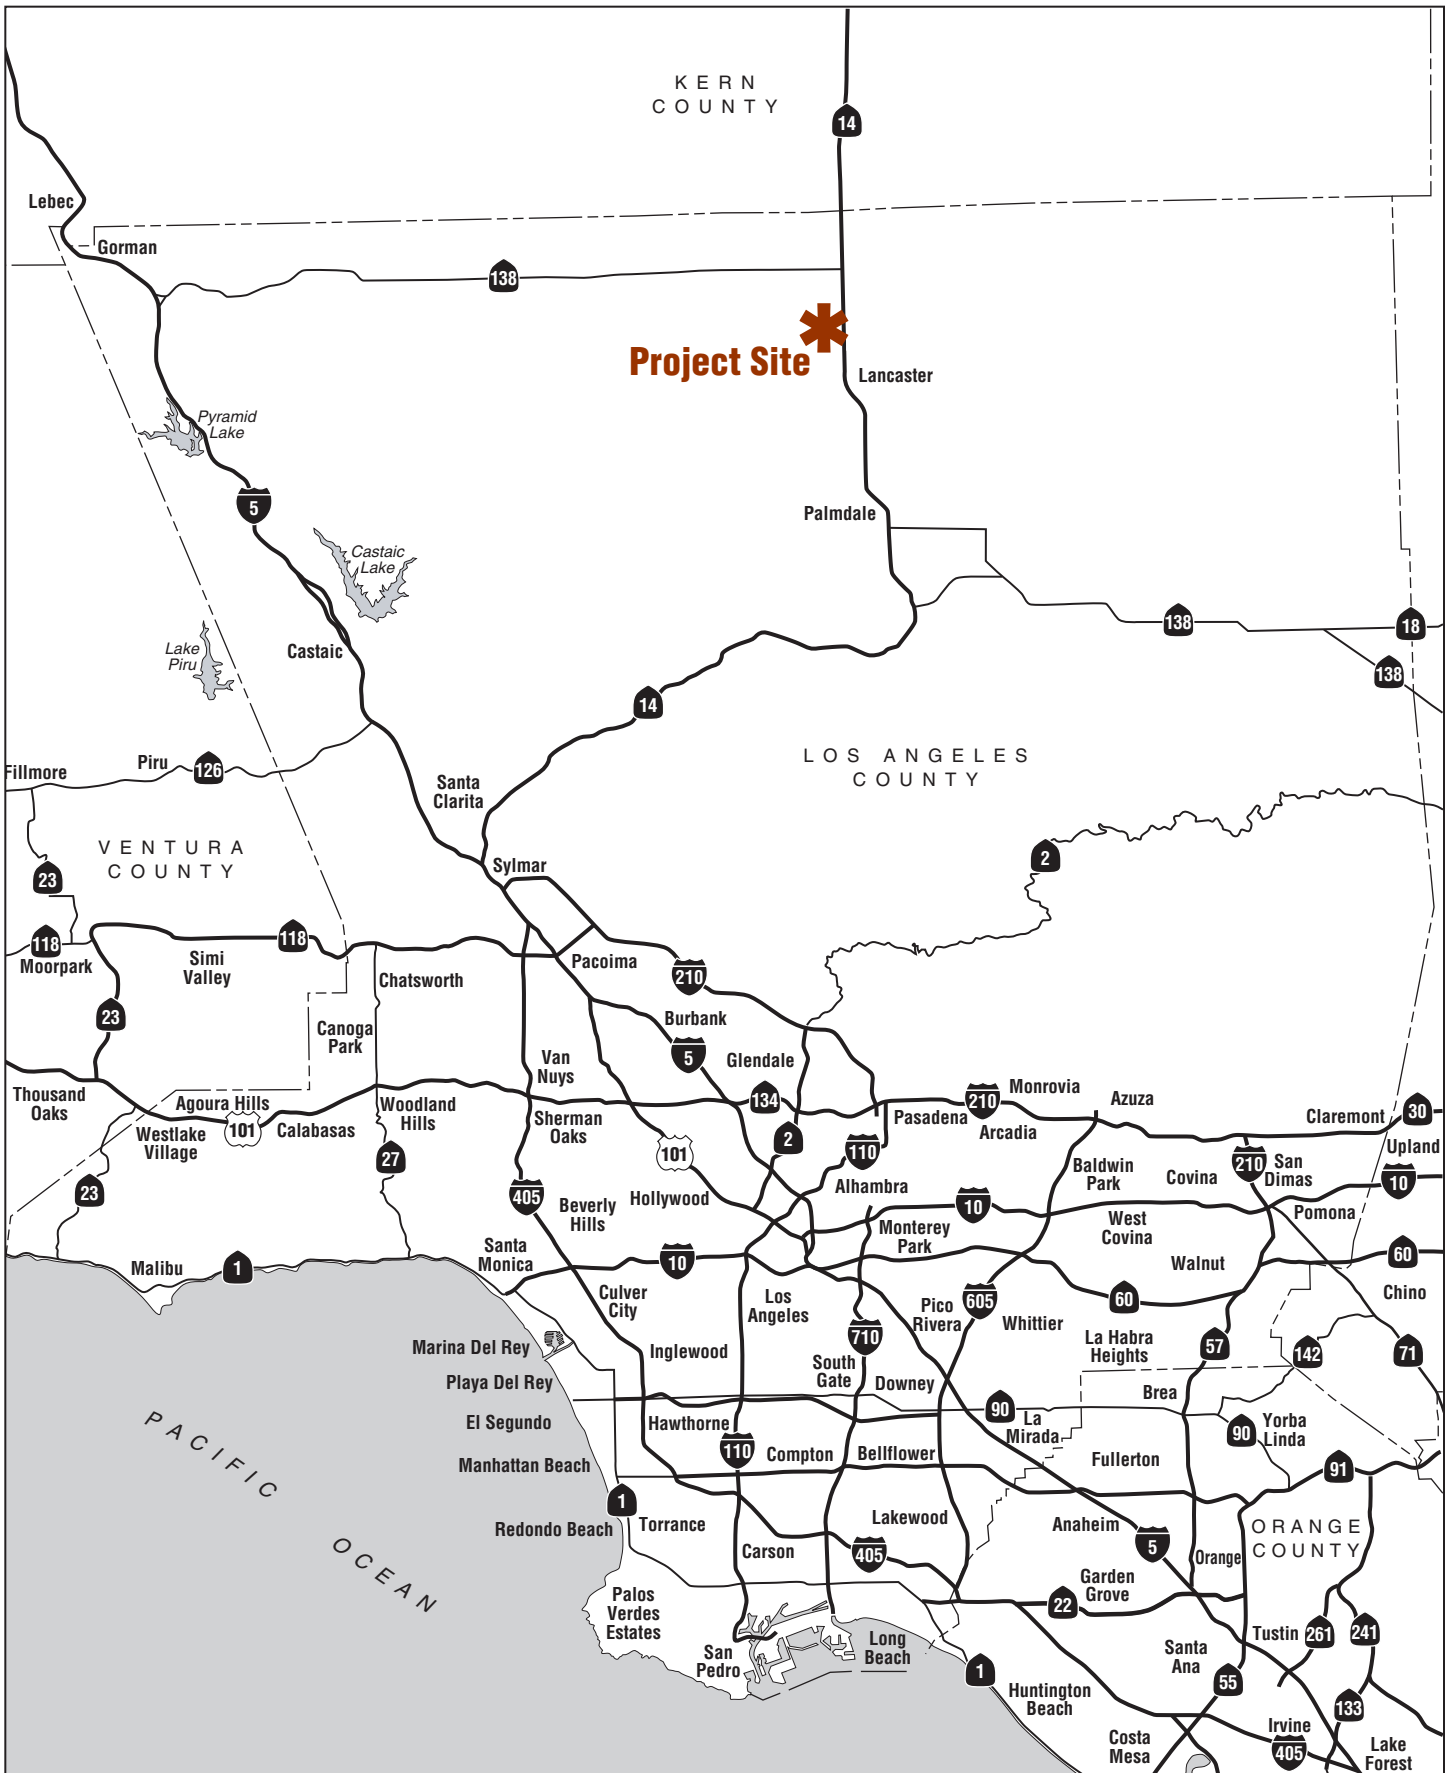 KERN
COUNTY
14
Lebec
Gorman
138
Project Site
Lancaster
Pyramid
Lake
5
Palmdale
Castaic
Lake
138
18
Lake
Piru
Castaic
138
14
LOS ANGELES
COUNTY
Fillmore
Piru
126
Santa
Clarita
VENTURA
COUNTY
2
23
Sylmar
118
118
Moorpark
Simi
Valley
Pacoima
Chatsworth
210
23
Canoga
Park
Burbank
5
Van
Nuys
Glendale
Monrovia
Thousand
Oaks
Agoura Hills
101
Calabasas
Westlake
Village
Woodland
Hills
Sherman
Oaks
134
Pasadena
210
Arcadia
Azuza
Claremont
30
Upland
2
101
110
27
23
405
Beverly
Hills
Hollywood
Alhambra
Baldwin
Park
Covina
210
San
Dimas
10
10
Pomona
Monterey
Park
West
Covina
Santa
Monica
10
Walnut
60
Malibu
1
Culver
City
Los
Angeles
Pico
Rivera
605
Whittier
60
Chino
Marina Del Rey
Inglewood
710
La Habra
Heights
57
142
71
South
Gate
Downey
Playa Del Rey
Brea
El Segundo
Hawthorne
90
La
Mirada
90
Yorba
Linda
110
Compton
Bellflower
Fullerton
Manhattan Beach
91
1
Redondo Beach
Torrance
Lakewood
Anaheim
5
ORANGE
COUNTY
Carson
405
Orange
Garden
Grove
22
Palos
Verdes
Estates
San
Pedro
Long
Beach
Tustin
261
241
Santa
Ana
1
55
Huntington
Beach
133
Costa
Mesa
Irvine
405
Lake
Forest
PACIFIC
OCEAN